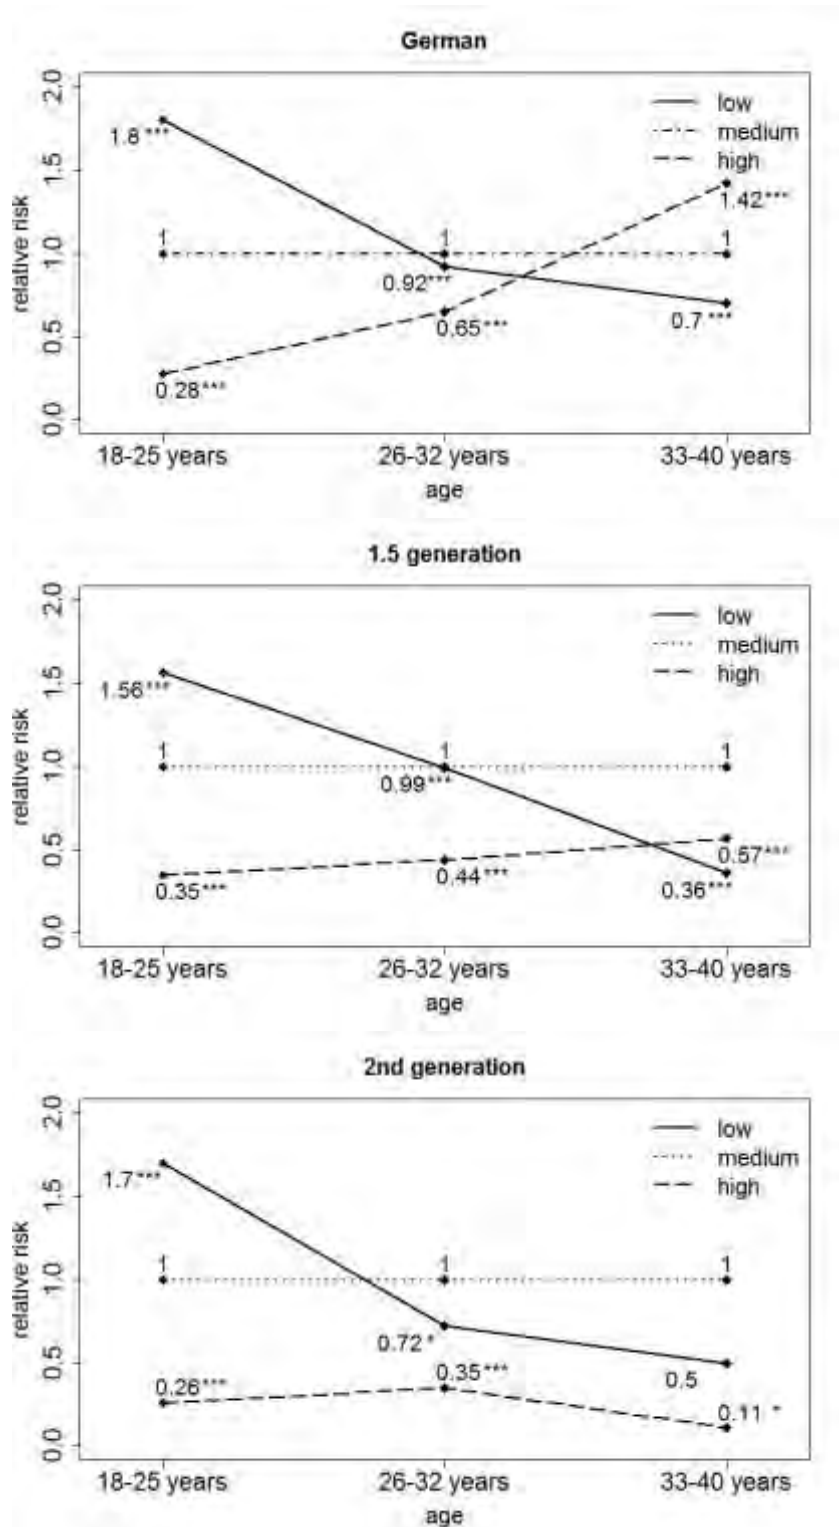 German
relative risk
2.0
1.5
1.0
0.5
0.0
low
medium
high
1.8***
1
1
1
0.92***
0.65***
0.28***
1.42***
0.7***
18-25 years
26-32 years
33-40 years
age
1.5 generation
relative risk
2.0
1.5
1.0
0.5
0.0
low
medium
high
1.56***
1
1
1
0.99***
0.35***
0.44***
0.57***
0.36***
18-25 years
26-32 years
33-40 years
age
2nd generation
relative risk
2.0
1.5
1.0
0.5
0.0
low
medium
high
1.7***
1
1
1
0.72*
0.5
0.26***
0.35***
0.11 *
18-25 years
26-32 years
33-40 years
age